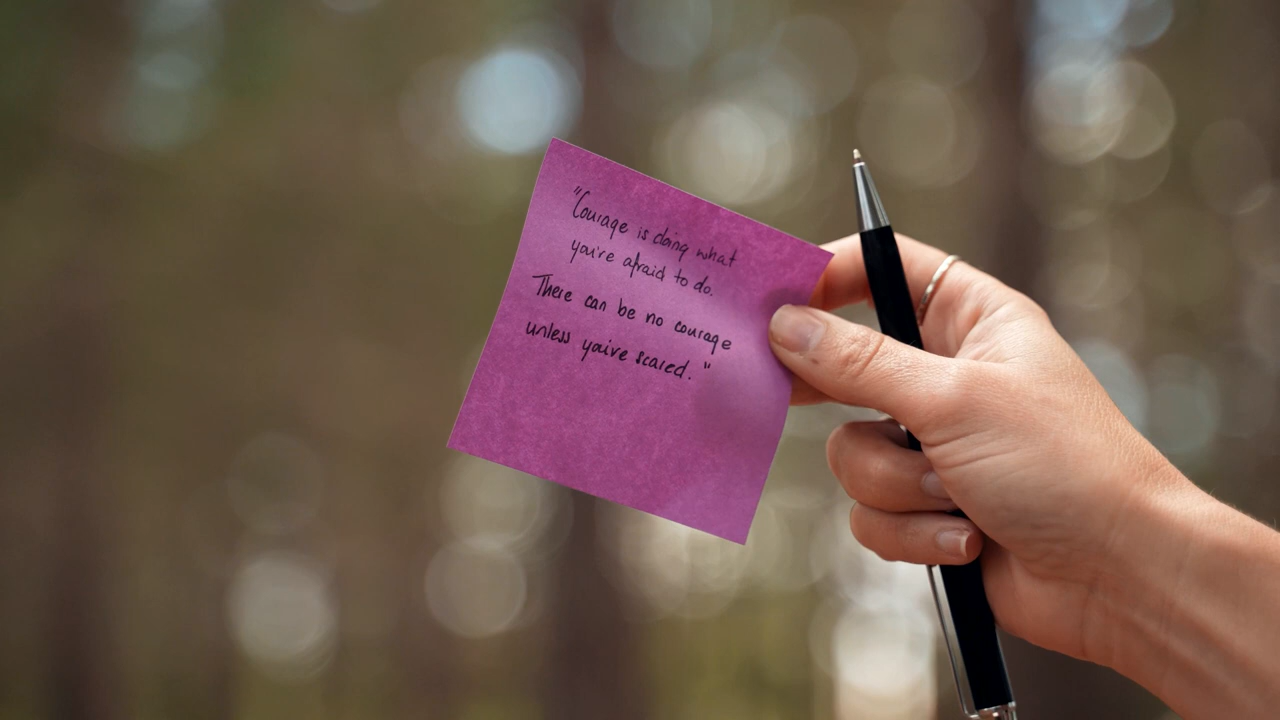 "Courage is doing what
you're afraid to do.
There can be no courage
unless you're scared."